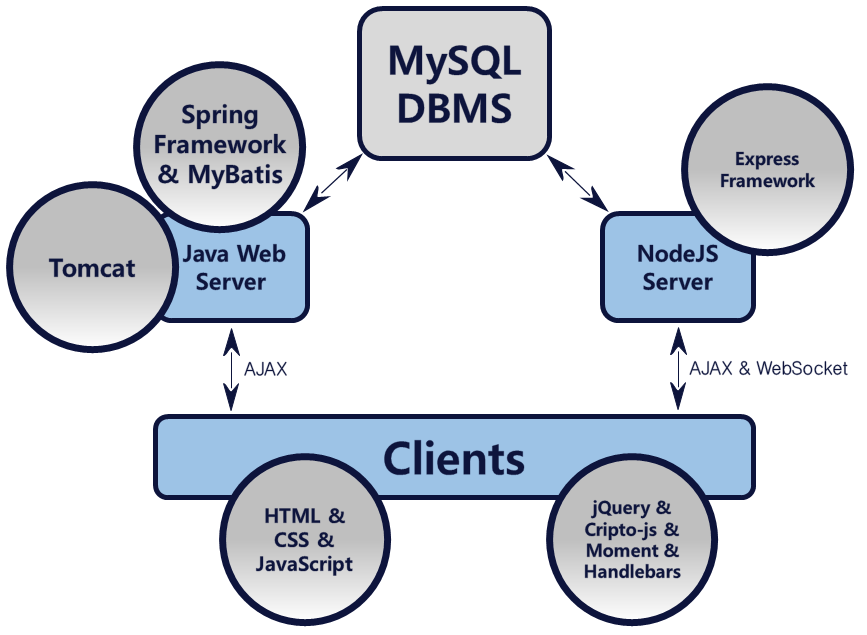 MySQL
DBMS
Spring
Framework
& MyBatis
Express
Framework
Tomcat
Java Web
Server
NodeJS
Server
AJAX
AJAX & WebSocket
Clients
HTML &
CSS &
JavaScript
jQuery &
Cripto-js &
Moment &
Handlebars